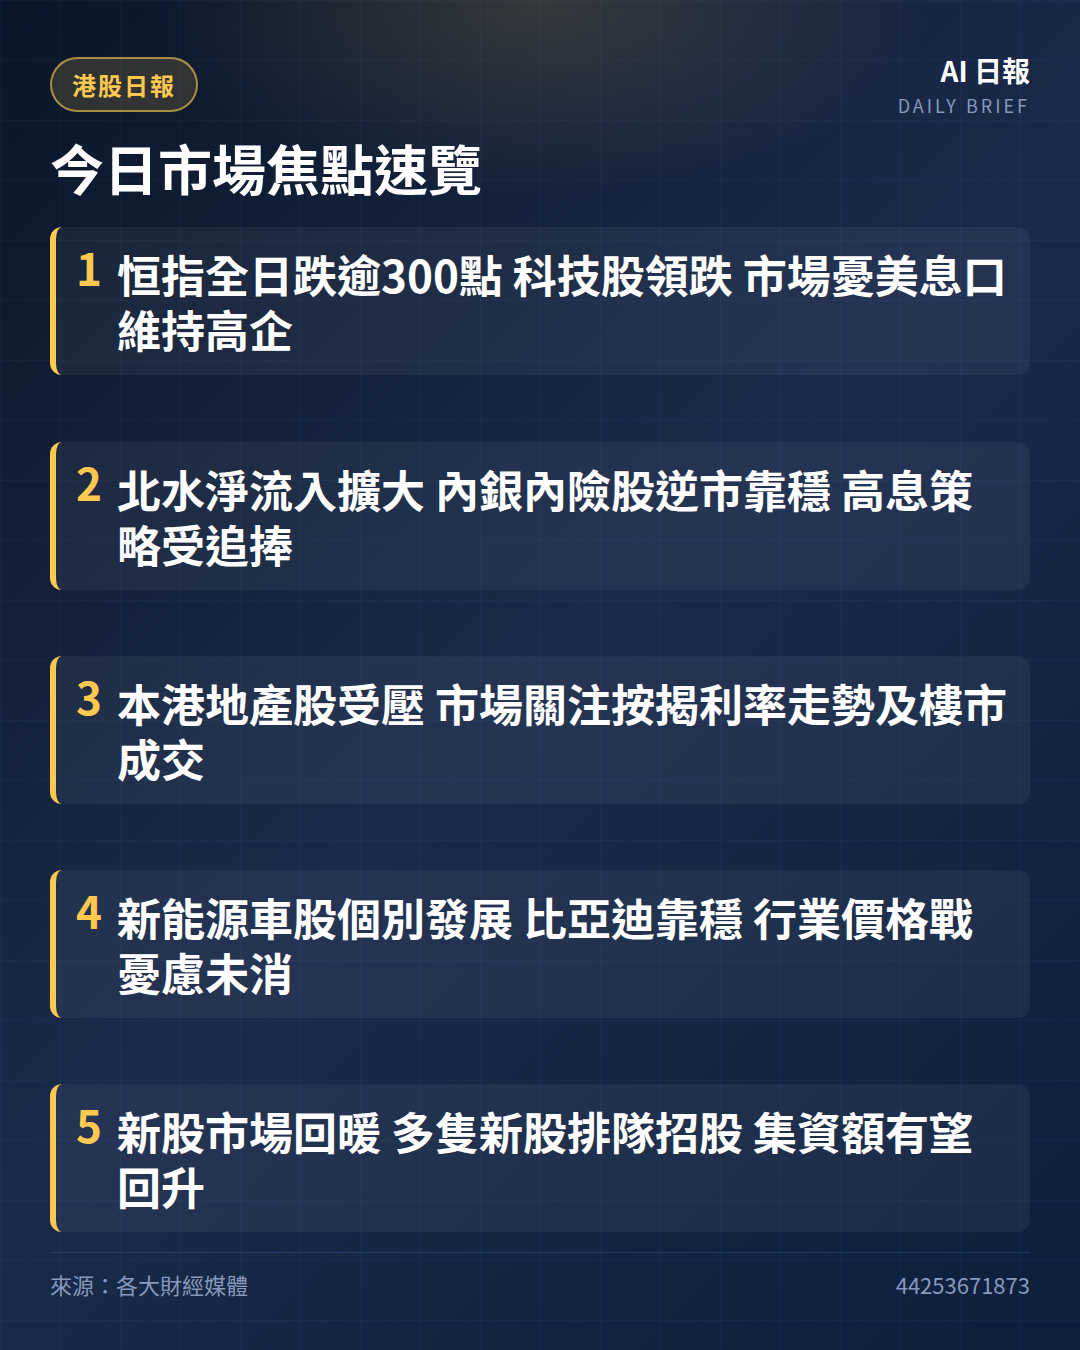 港股日報
AI 日報
DAILY BRIEF
今日市場焦點速覽
1 恒指全日跌逾300點 科技股領跌 市場憂美息口
維持高企
2 北水淨流入擴大 內銀內險股逆市靠穩 高息策
略受追捧
3 本港地產股受壓 市場關注按揭利率走勢及樓市
成交
4 新能源車股個別發展 比亞迪靠穩 行業價格戰
憂慮未消
5 新股市場回暖 多隻新股排隊招股 集資額有望
回升
來源：各大財經媒體
44253671873